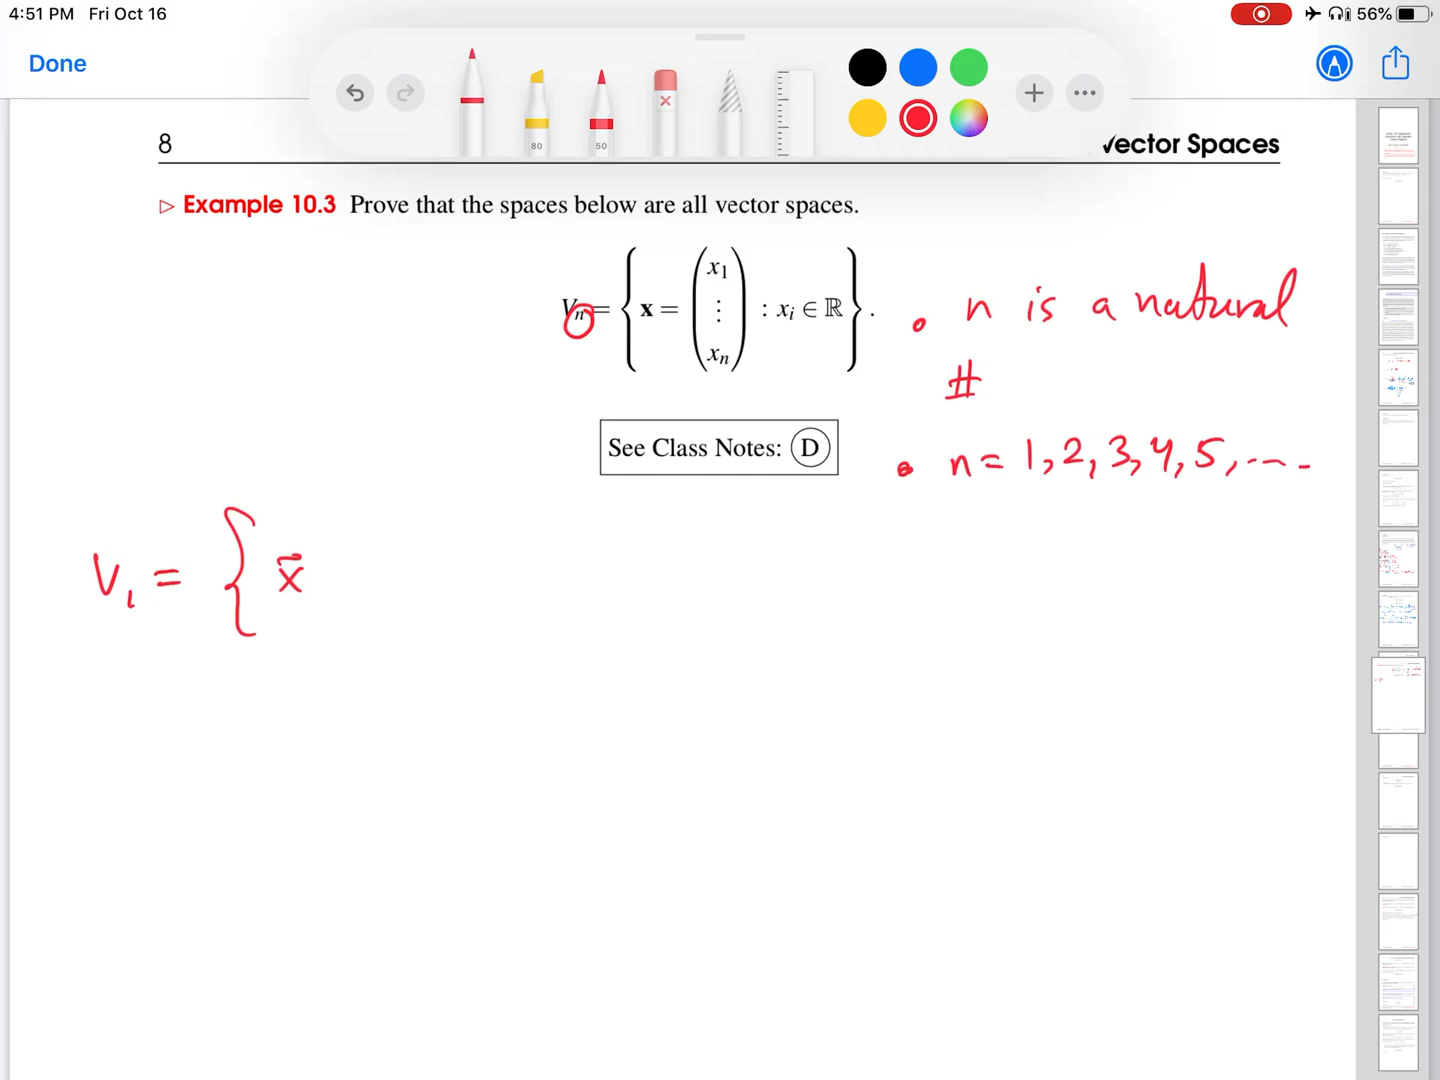 4:51 PM Fri Oct 16 56%
Done
80 50
8 Vector Spaces
▷ Example 10.3 Prove that the spaces below are all vector spaces.
Vₙ = { x = ( x₁ ⋮ xₙ ) : xᵢ ∈ ℝ } .
• n is a natural
#
See Class Notes: D
• n = 1, 2, 3, 4, 5, ....
V₁ = { x̄